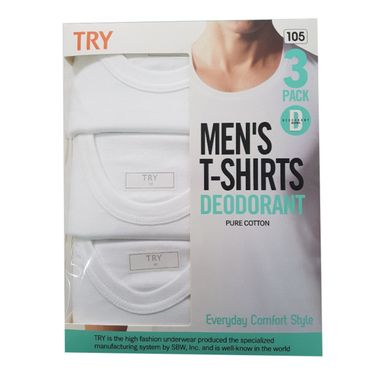 TRY
105
3
PACK
DEODORANT
D
MEN'S
T-SHIRTS
DEODORANT
PURE COTTON
TRY
TRY
Everyday Comfort Style
TRY is the high fashion underwear produced the specialized
manufacturing system by SBW, Inc. and is well-know in the world